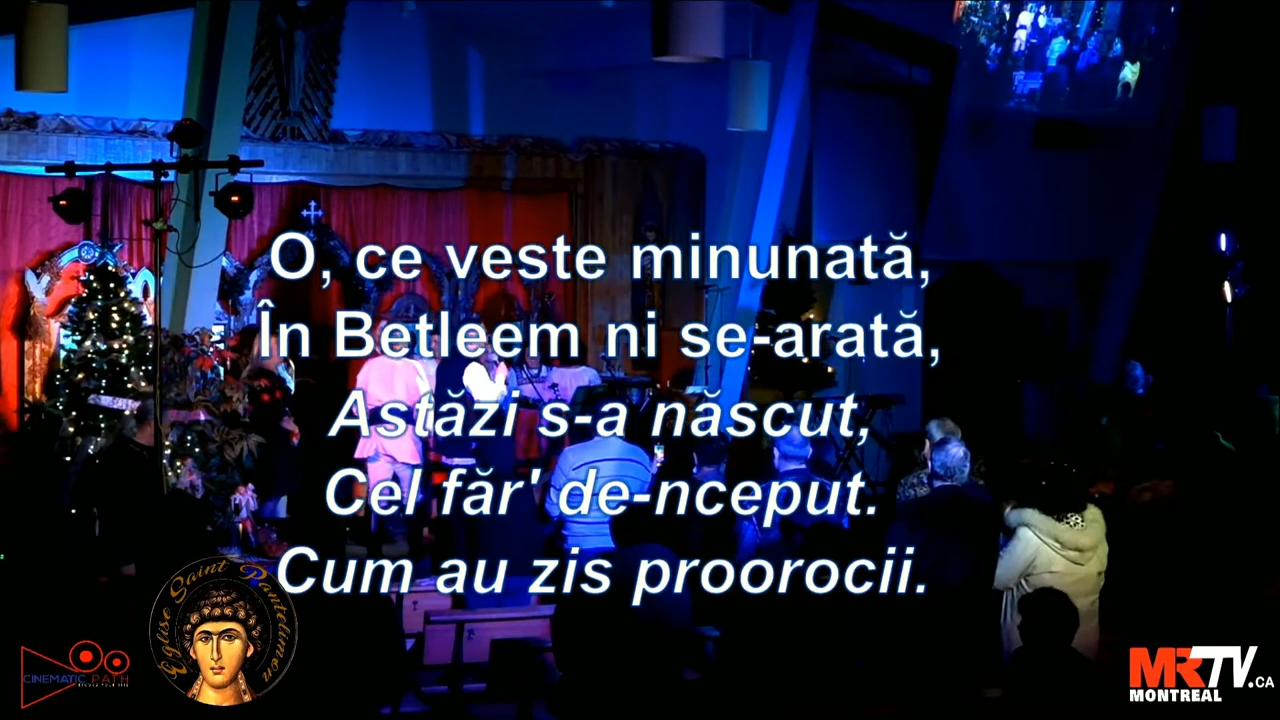 O, ce veste minunată,
În Betleem ni se-arată,
Astăzi s-a născut,
Cel făr' de-nceput.
Cum au zis proorocii.
Eglise Saint Pantelimon
CINEMATIC PATH
MRTV.CA
MONTREAL